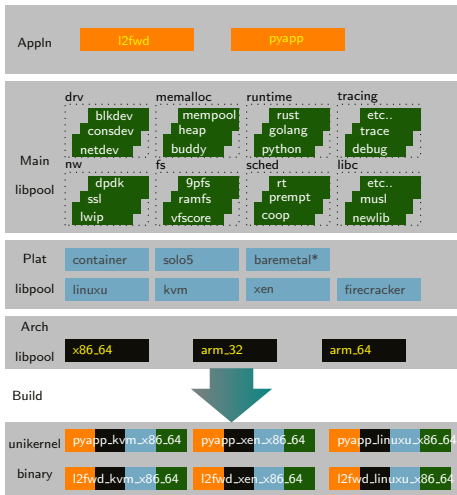 Appln
l2fwd
pyapp
drv
memalloc
runtime
tracing
blkdev
consdev
netdev
mempool
heap
buddy
rust
golang
python
etc..
trace
debug
Main
libpool
nw
fs
sched
libc
dpdk
ssl
lwip
9pfs
ramfs
vfscore
rt
prempt
coop
etc..
musl
newlib
Plat
libpool
container
solo5
baremetal*
linuxu
kvm
xen
firecracker
Arch
libpool
x86_64
arm_32
arm_64
Build
unikernel
binary
pyapp_kvm_x86_64
pyapp_xen_x86_64
pyapp_linuxu_x86_64
l2fwd_kvm_x86_64
l2fwd_xen_x86_64
l2fwd_linuxu_x86_64